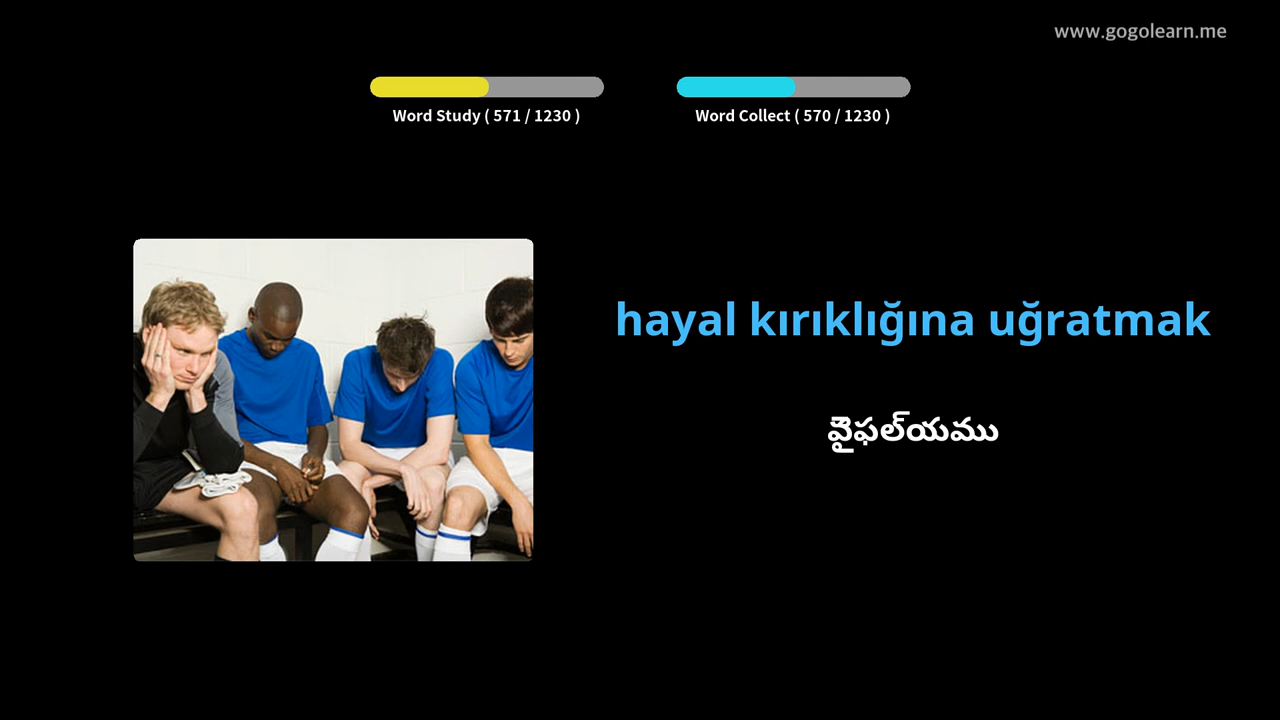 www.gogolearn.me
Word Study ( 571 / 1230 )
Word Collect ( 570 / 1230 )
hayal kırıklığına uğratmak
వైఫల్యము